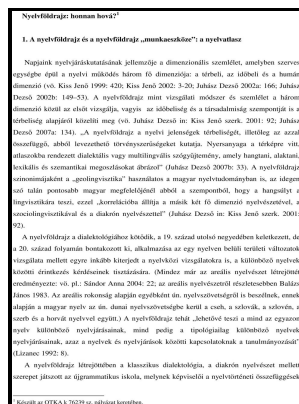 Nyelvföldrajz: honnan hová?¹
1. A nyelvföldrajz és a nyelvföldrajz „munkaeszköze”: a nyelvatlasz
Napjaink nyelvjáráskutatásának jellemzője a dimenzionális szemlélet, amelyben szerves
egységbe épül a nyelvi működés három fő dimenziója: a térbeli, az időbeli és a humán
dimenzió (vö. Kiss Jenő 1999: 420; Kiss Jenő 2002: 3-20; Juhász Dezső 2002a: 166; Juhász
Dezső 2002b: 149–53). A nyelvföldrajz mint vizsgálati módszer és szemlélet a három
dimenzió közül az elsőt vizsgálja, vagyis az időbeliség és a társadalmiság szempontját is a
térbeliség alapjáról közelíti meg (vö. Juhász Dezső in: Kiss Jenő szerk. 2001: 92; Juhász
Dezső 2007a: 134). „A nyelvföldrajz a nyelvi jelenségek térbeliségét, illetőleg az azzal
összefüggő, abból levezethető törvényszerűségeket kutatja. Nyersanyaga a térképre vitt,
atlaszokba rendezett dialektális vagy multilingvális szógyűjtemény, amely hangtani, alaktani,
lexikális és szemantikai megoszlásokat ábrázol” (Juhász Dezső 2007b: 33). A nyelvföldrajz
szinonimájaként a „geolingvisztika” használatos a magyar nyelvtudományban is, az idegen
szó talán pontosabb magyar megfelelőjénél abból a szempontból, hogy a hangsúlyt a
lingvisztikára teszi, ezzel „korrelációba állítja a másik két fő dimenzió nyelvészetével, a
szociolingvisztikával és a diakrón nyelvészettel” (Juhász Dezső in: Kiss Jenő szerk. 2001:
92).
A nyelvföldrajz a dialektológiához kötődik, a 19. század utolsó negyedében keletkezett, de
a 20. század folyamán bontakozott ki, alkalmazása az egy nyelven belüli területi változatok
vizsgálata mellett egyre inkább kiterjedt a nyelvközi vizsgálatokra is, a különböző nyelvek
közötti érintkezés kérdéseinek tisztázására. (Mindez már az areális nyelvészet létrejöttét
eredményezte: vö. pl.: Sándor Anna 2004: 22; az areális nyelvészetről részletesebben Balázs
János 1983. Az areális rokonság alapján egyébként ún. nyelvszövetségről is beszélnek, ennek
alapján a magyar nyelv az ún. dunai nyelvszövetségbe kerül a cseh, a szlovák, a szlovén, a
szerb és a horvát nyelvvel együtt.) A nyelvföldrajz tehát „lehetővé teszi a mind az egyazon
nyelv különböző nyelvjárásainak, mind pedig a tipológiailag különböző nyelvek
nyelvjárásainak, azaz a nyelvek és nyelvjárások közötti kapcsolatoknak a tanulmányozását”
(Lizanec 1992: 8).
A nyelvföldrajz létrejöttében a klasszikus dialektológia, a diakrón nyelvészet mellett
szerepet játszott az újgrammatikus iskola, melynek képviselői a nyelvtörténeti összefüggések
¹ Készült az OTKA k 76239 sz. pályázat keretében.